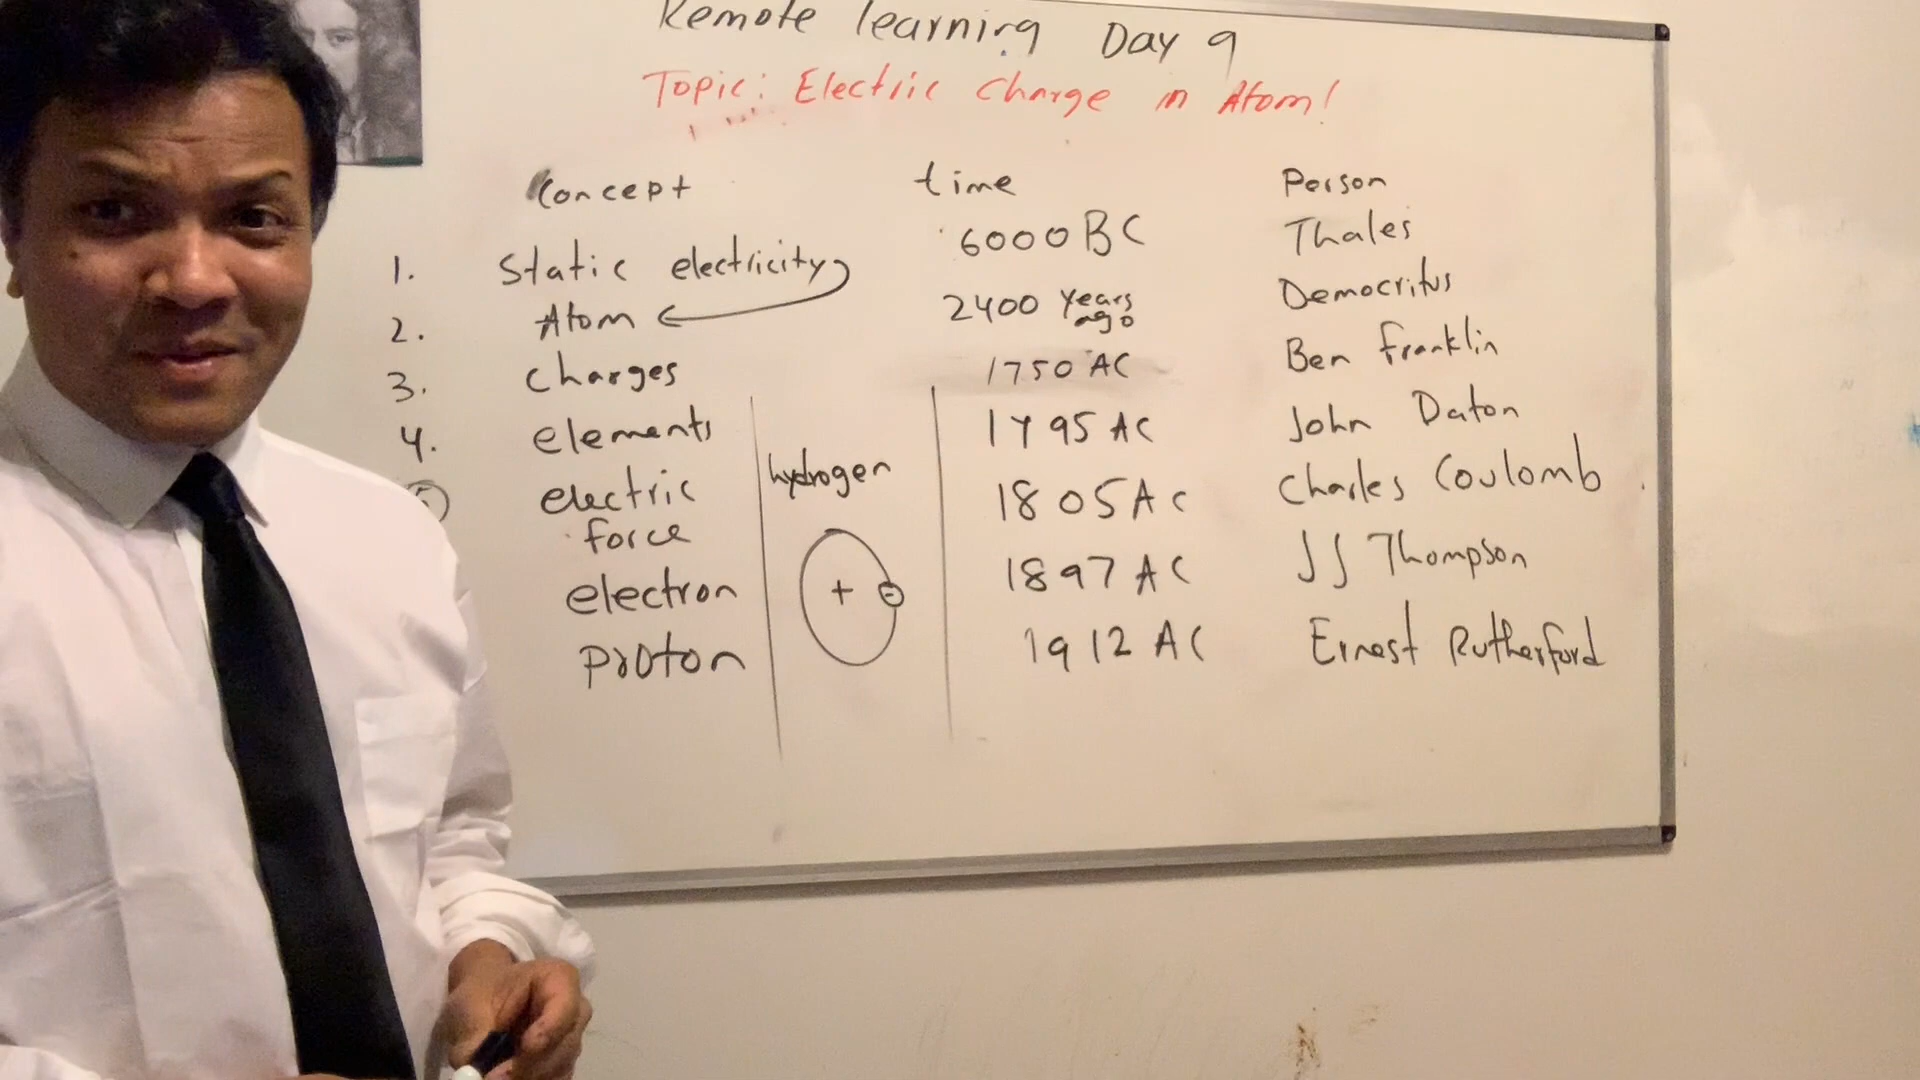 Remote learning Day 9
Topic: Electric Charge in Atom!
Concept time Person
1. Static electricity 6000 BC Thales
2. Atom 2400 Years ago Democritus
3. Charges 1750 AC Ben Franklin
4. elements 1795 AC John Daton
5 electric force 1805 AC Charles Coulomb
hydrogen
electron + - 1897 AC JJ Thompson
proton 1912 AC Ernest Rutherford